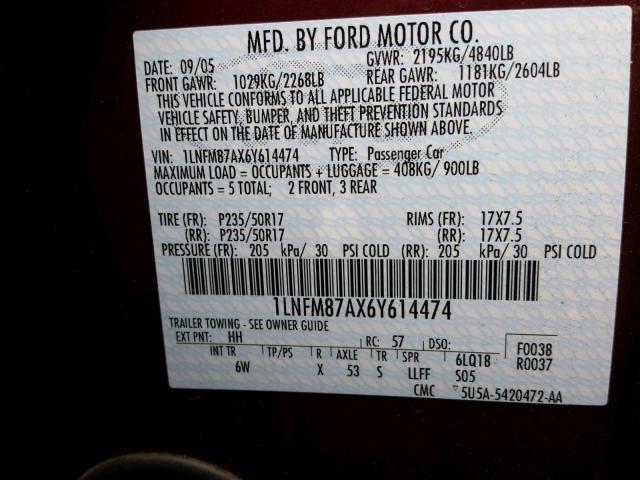 MFD. BY FORD MOTOR CO.
DATE: 09/05 GVWR: 2195KG/4840LB
FRONT GAWR: 1029KG/2268LB REAR GAWR: 1181KG/2604LB
THIS VEHICLE CONFORMS TO ALL APPLICABLE FEDERAL MOTOR
VEHICLE SAFETY, BUMPER, AND THEFT PREVENTION STANDARDS
IN EFFECT ON THE DATE OF MANUFACTURE SHOWN ABOVE.
VIN: 1LNFM87AX6Y614474 TYPE: Passenger Car
MAXIMUM LOAD = OCCUPANTS + LUGGAGE = 408KG/ 900LB
OCCUPANTS = 5 TOTAL; 2 FRONT, 3 REAR
TIRE (FR): P235/50R17 RIMS (FR): 17X7.5
(RR): P235/50R17 (RR): 17X7.5
PRESSURE (FR): 205 kPa/ 30 PSI COLD (RR): 205 kPa/ 30 PSI COLD
1LNFM87AX6Y614474
TRAILER TOWING - SEE OWNER GUIDE
EXT PNT: HH RC: 57 DSO: F0038
INT TR TP/PS R AXLE TR SPR 6LQ18 R0037
6W X 53 S LLFF S05
CMC 5U5A-5420472-AA